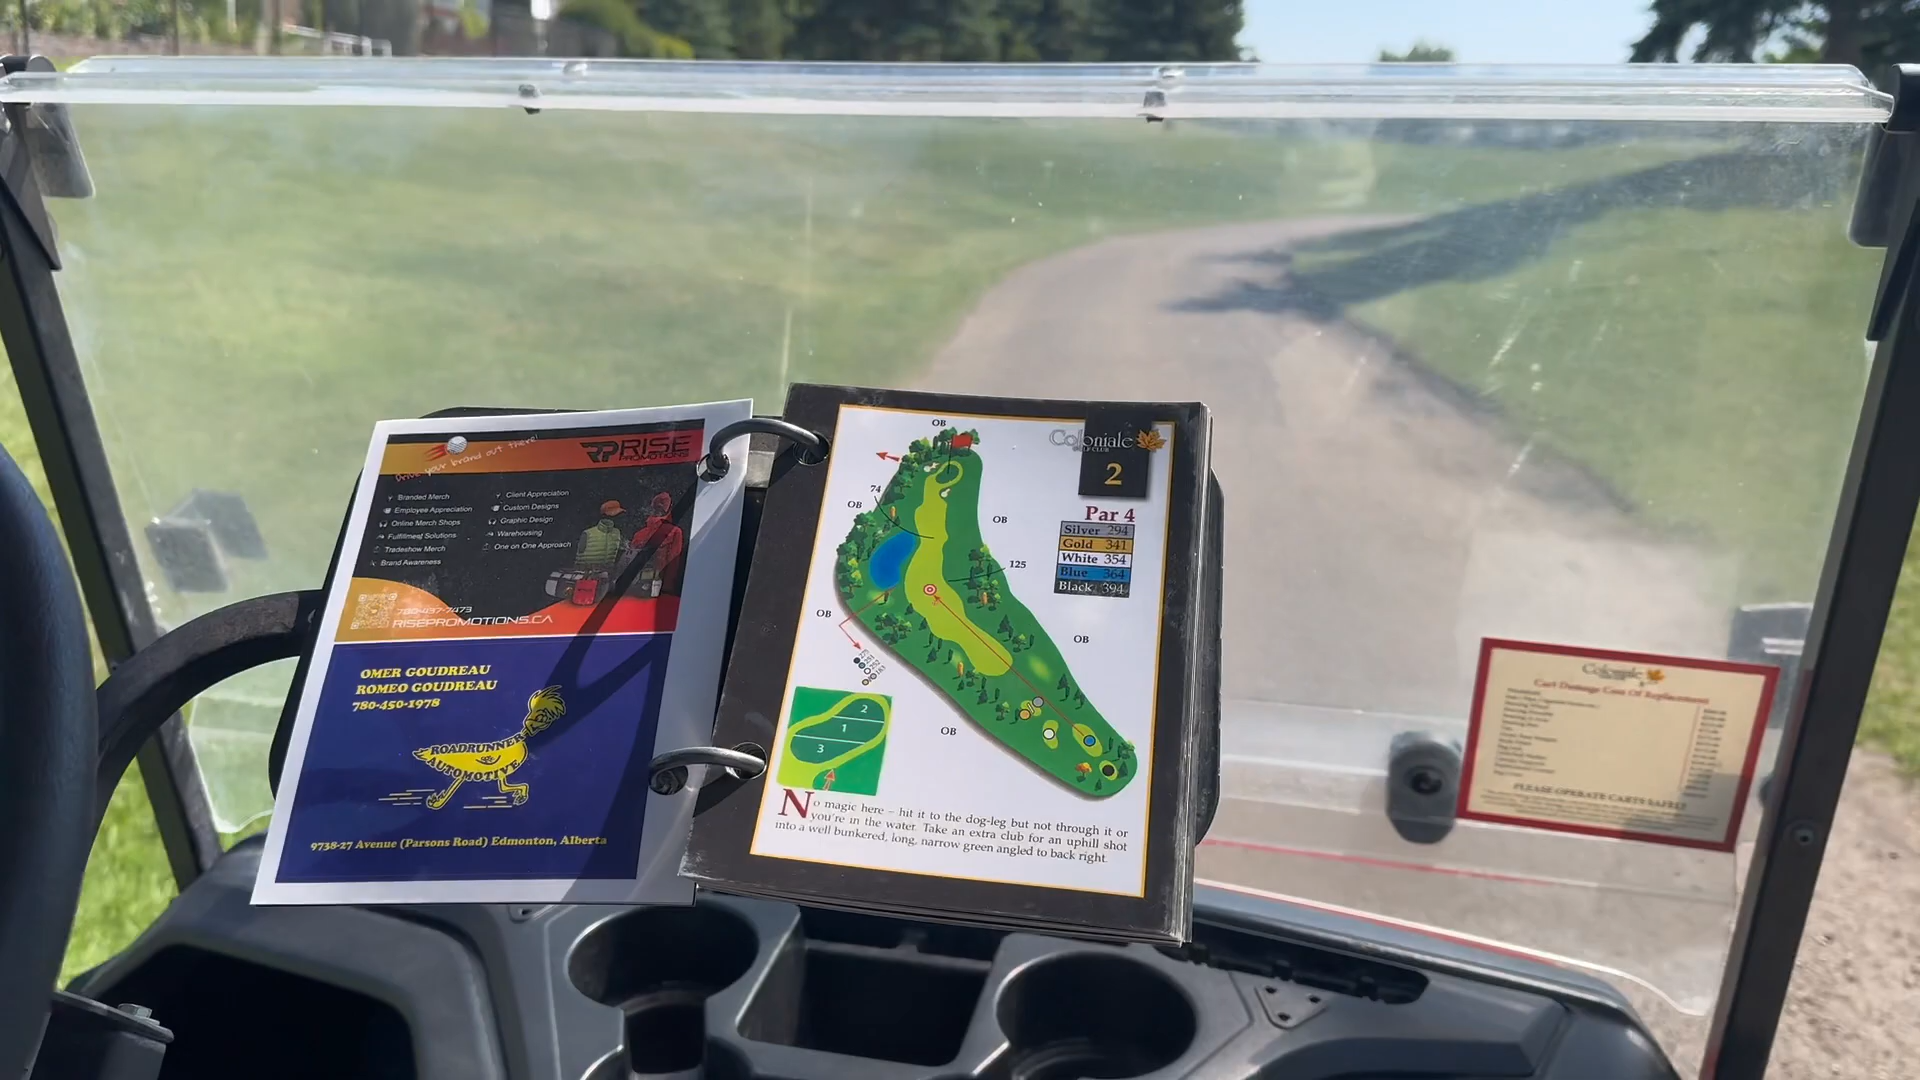 Drive your brand out there!
RP RISE
PROMOTIONS
Branded Merch
Employee Appreciation
Online Merch Shops
Fulfillment Solutions
Tradeshow Merch
Brand Awareness
Client Appreciation
Custom Designs
Graphic Design
Warehousing
One on One Approach
780-437-7473
RISEPROMOTIONS.CA
OMER GOUDREAU
ROMEO GOUDREAU
780-450-1978
ROADRUNNER
AUTOMOTIVE
9738-27 Avenue (Parsons Road) Edmonton, Alberta
Coloniale
GOLF CLUB
2
Par 4
Silver 294
Gold 341
White 354
Blue 364
Black 394
OB
74
OB
OB
125
OB
OB
OB
2
1
3
No magic here – hit it to the dog-leg but not through it or
you're in the water. Take an extra club for an uphill shot
into a well bunkered, long, narrow green angled to back right.
Coloniale
Cart Damage Cost Of Replacement
PLEASE OPERATE CARTS SAFELY